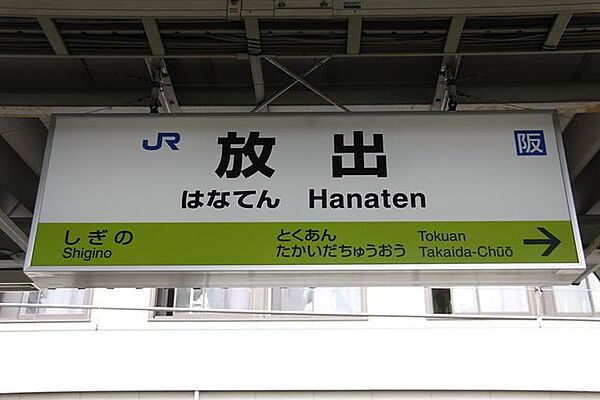 JR 放出 阪
はなてん Hanaten
しぎの とくあん Tokuan
Shigino たかいだちゅうおう Takaida-Chūō